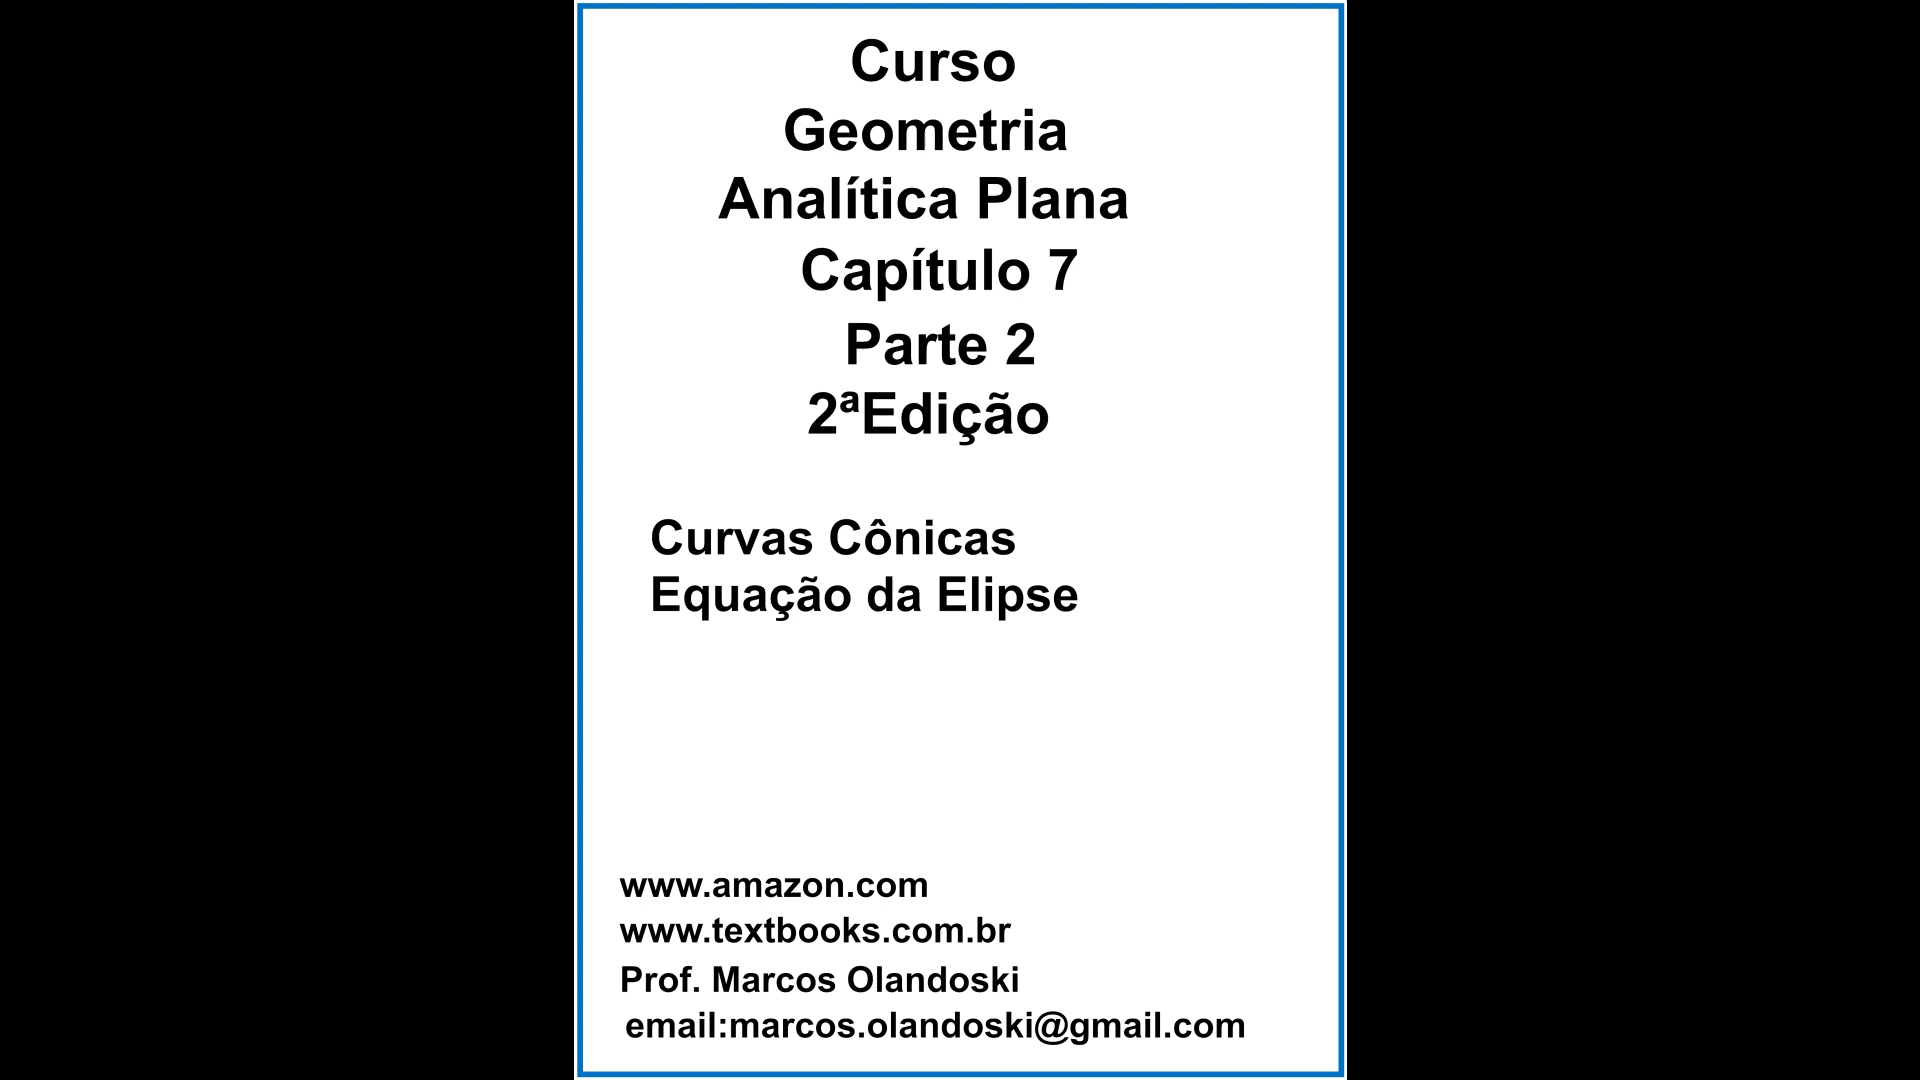 Curso
Geometria
Analítica Plana
Capítulo 7
Parte 2
2ªEdição
Curvas Cônicas
Equação da Elipse
www.amazon.com
www.textbooks.com.br
Prof. Marcos Olandoski
email:marcos.olandoski@gmail.com